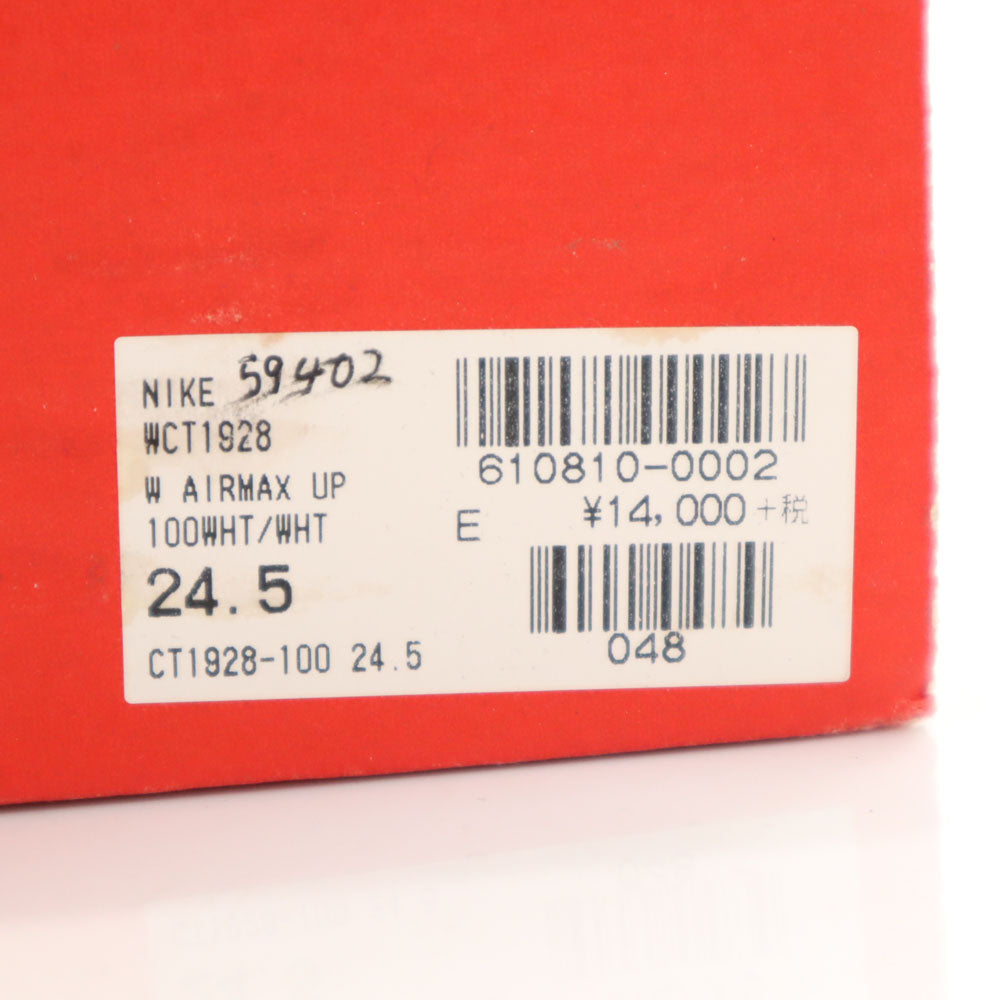 NIKE 59402
WCT1928
W AIRMAX UP
100WHT/WHT
24.5
CT1928-100 24.5
610810-0002
E ¥14,000 +税
048